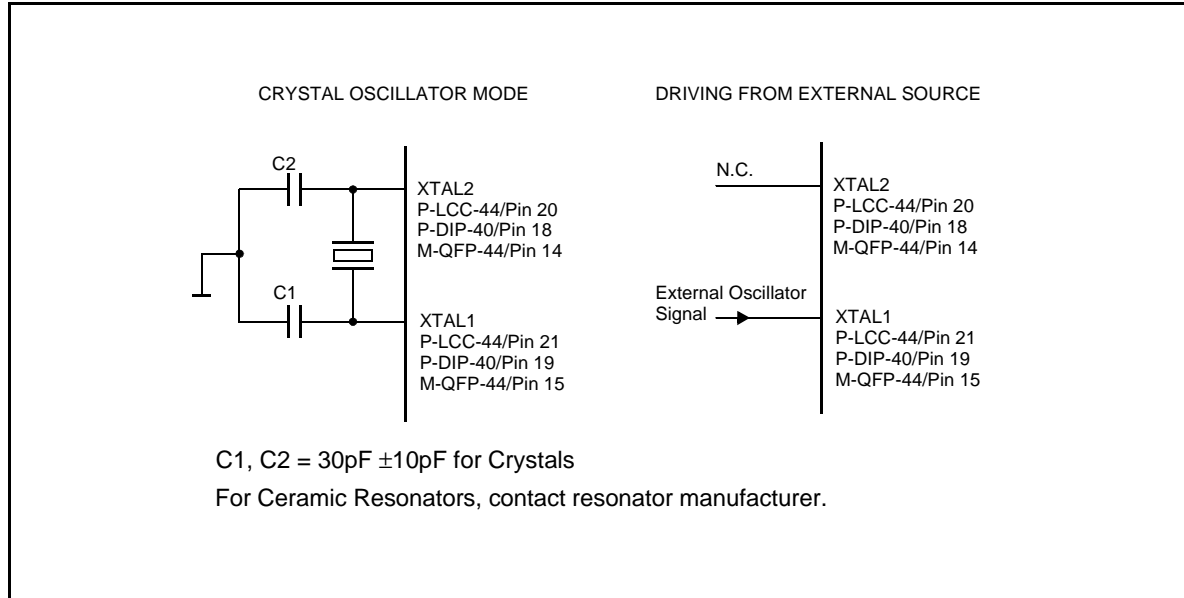 CRYSTAL OSCILLATOR MODE
C2
XTAL2
P-LCC-44/Pin 20
P-DIP-40/Pin 18
M-QFP-44/Pin 14
C1
XTAL1
P-LCC-44/Pin 21
P-DIP-40/Pin 19
M-QFP-44/Pin 15
DRIVING FROM EXTERNAL SOURCE
N.C.
XTAL2
P-LCC-44/Pin 20
P-DIP-40/Pin 18
M-QFP-44/Pin 14
External Oscillator
Signal
XTAL1
P-LCC-44/Pin 21
P-DIP-40/Pin 19
M-QFP-44/Pin 15
C1, C2 = 30pF ±10pF for Crystals
For Ceramic Resonators, contact resonator manufacturer.